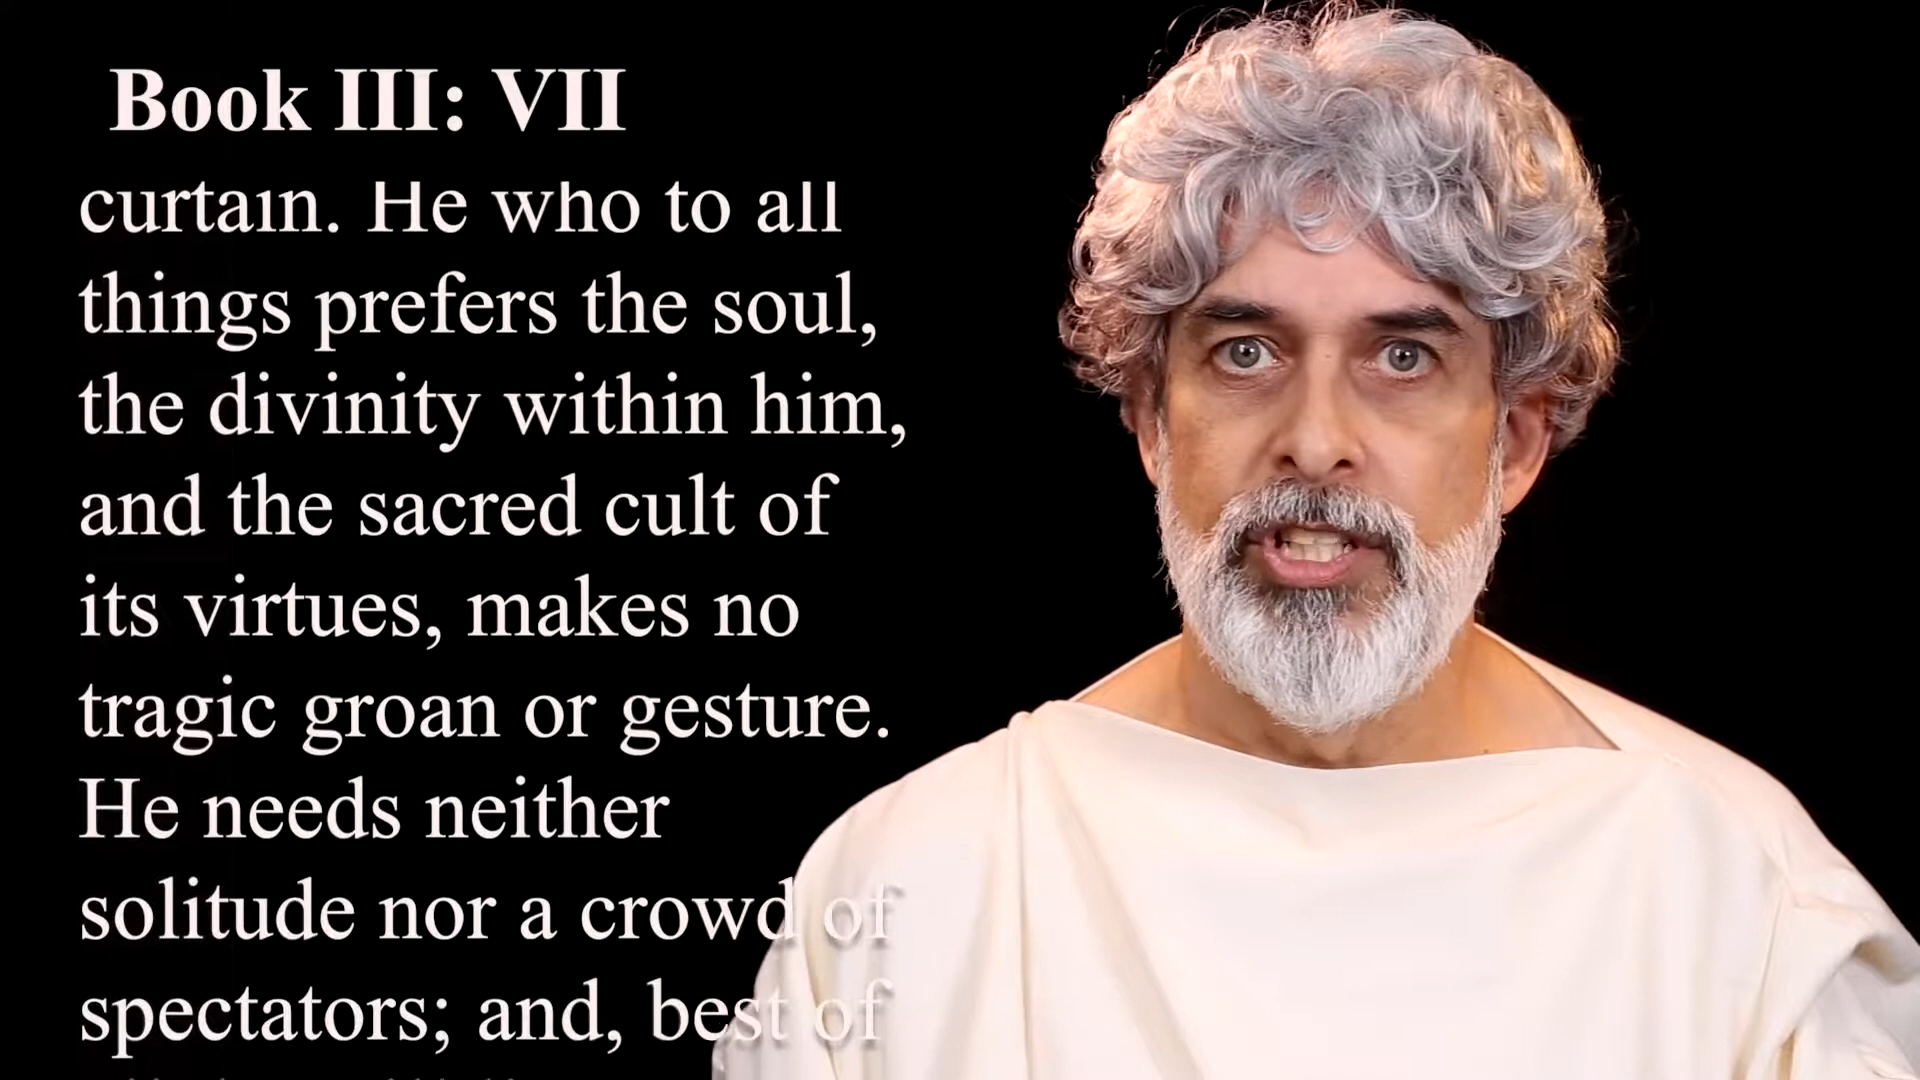 Book III: VII
curtain. He who to all
things prefers the soul,
the divinity within him,
and the sacred cult of
its virtues, makes no
tragic groan or gesture.
He needs neither
solitude nor a crowd of
spectators; and, best of